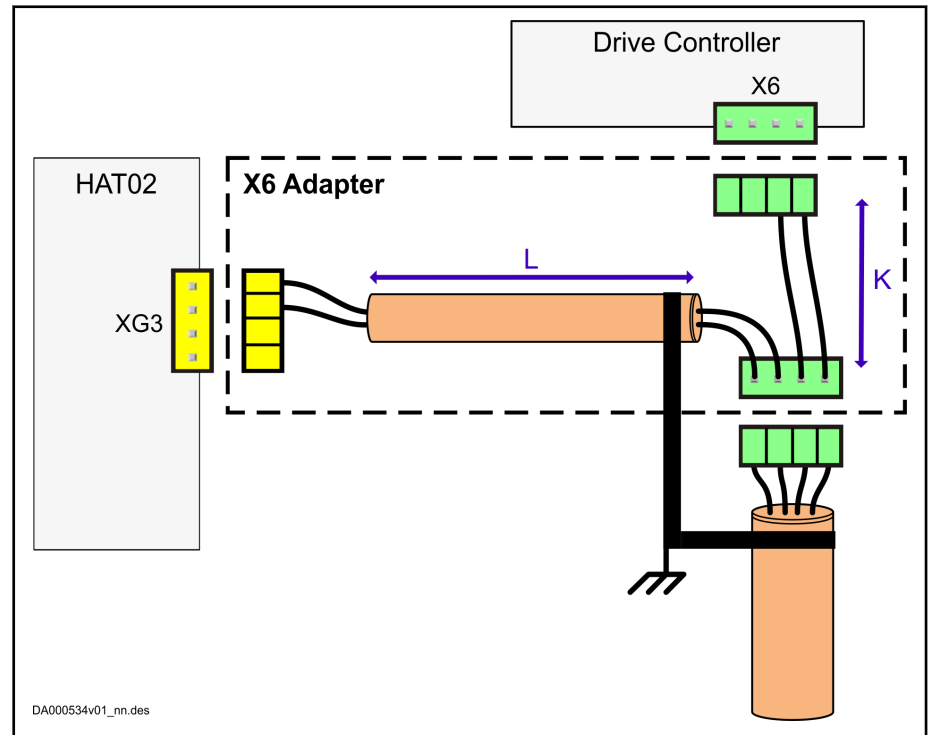 Drive Controller
X6
HAT02
X6 Adapter
L
K
XG3
DA000534v01_nn.des